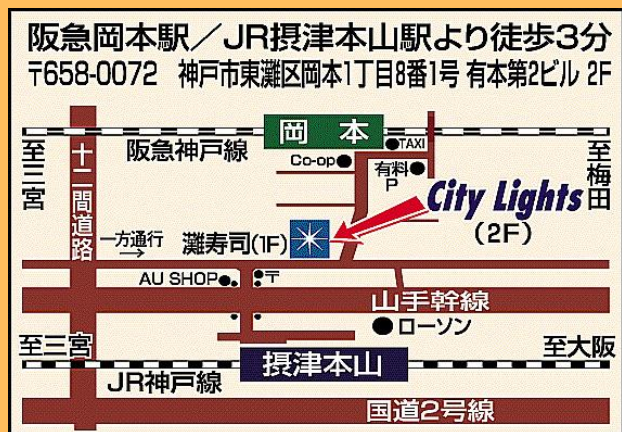 阪急岡本駅／JR摂津本山駅より徒歩3分
〒658-0072 神戸市東灘区岡本1丁目8番1号 有本第2ビル 2F
岡本
TAXI
至三宮
十二間道路
阪急神戸線
Co-op
有料
P
至梅田
City Lights
(2F)
一方通行
→
灘寿司(1F)
AU SHOP
〒
山手幹線
ローソン
至三宮
摂津本山
至大阪
JR神戸線
国道2号線